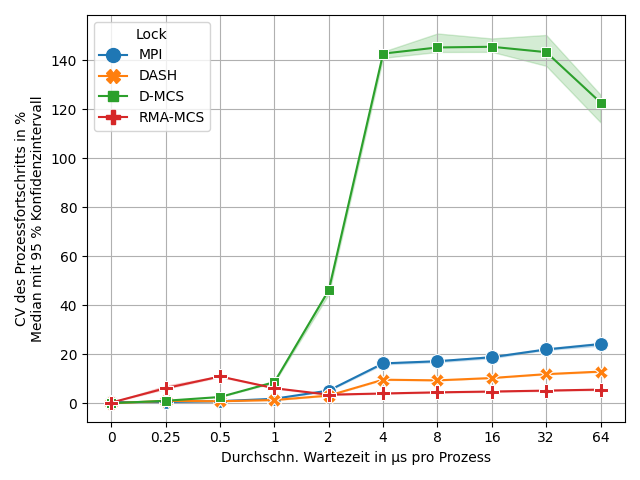 Lock
MPI
DASH
D-MCS
RMA-MCS
CV des Prozessfortschritts in %
Median mit 95 % Konfidenzintervall
140
120
100
80
60
40
20
0
0 0.25 0.5 1 2 4 8 16 32 64
Durchschn. Wartezeit in µs pro Prozess